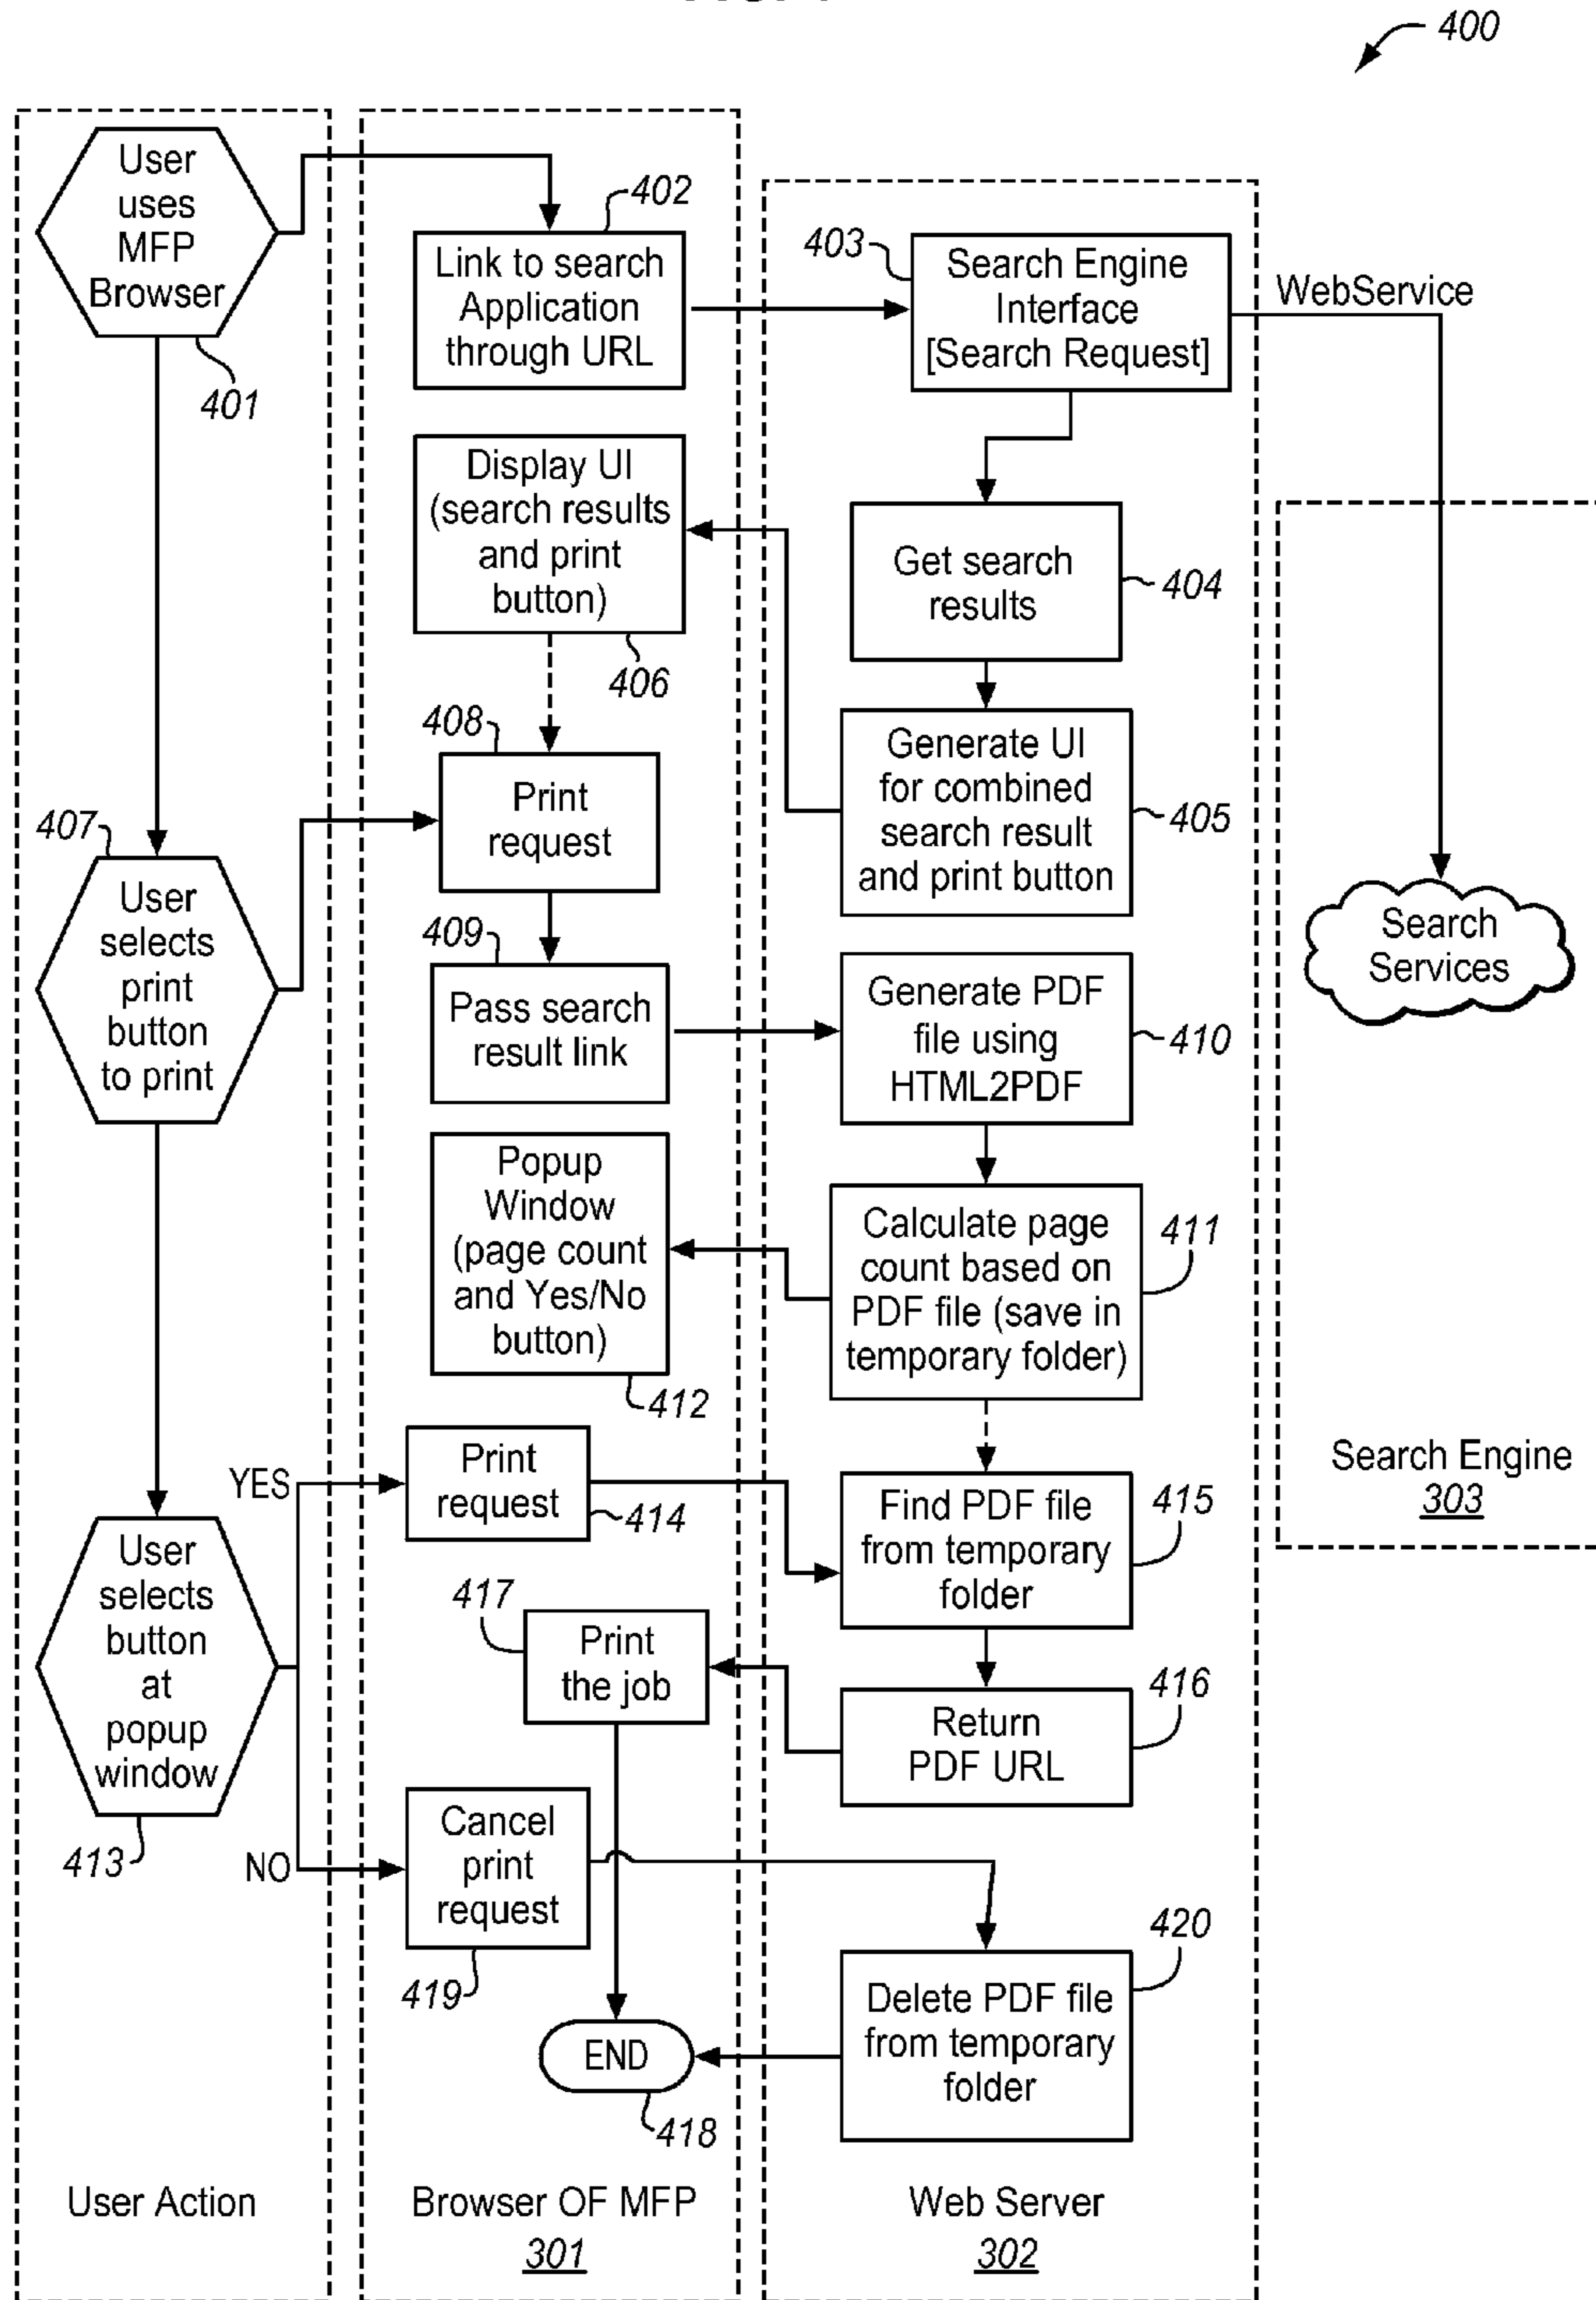 400
User
uses
MFP
Browser
401
402
Link to search
Application
through URL
403
Search Engine
Interface
[Search Request]
WebService
Display UI
(search results
and print
button)
406
Get search
results
404
408
Print
request
Generate UI
for combined
search result
and print button
405
407
User
selects
print
button
to print
409
Pass search
result link
Generate PDF
file using
HTML2PDF
410
Search
Services
Popup
Window
(page count
and Yes/No
button)
412
Calculate page
count based on
PDF file (save in
temporary folder)
411
YES
Print
request
414
Find PDF file
from temporary
folder
415
Search Engine
303
User
selects
button
at
popup
window
413
417
Print
the job
Return
PDF URL
416
NO
Cancel
print
request
419
Delete PDF file
from temporary
folder
420
END
418
User Action
Browser OF MFP
301
Web Server
302